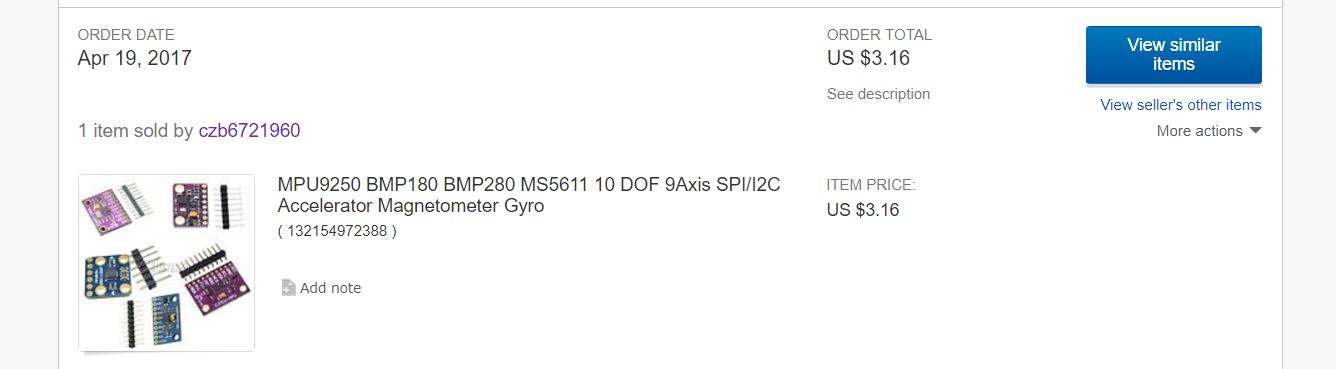 ORDER DATE
Apr 19, 2017
ORDER TOTAL
US $3.16
See description
View similar
items
View seller's other items
More actions
1 item sold by czb6721960
MPU9250 BMP180 BMP280 MS5611 10 DOF 9Axis SPI/I2C
Accelerator Magnetometer Gyro
( 132154972388 )
Add note
ITEM PRICE:
US $3.16